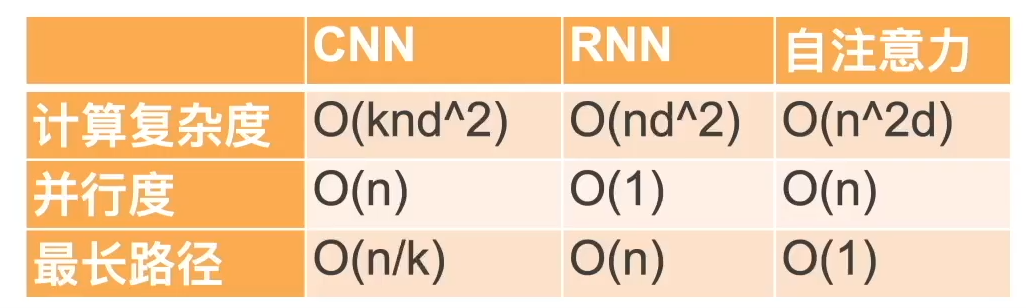 CNN RNN 自注意力
计算复杂度 O(knd^2) O(nd^2) O(n^2d)
并行度 O(n) O(1) O(n)
最长路径 O(n/k) O(n) O(1)